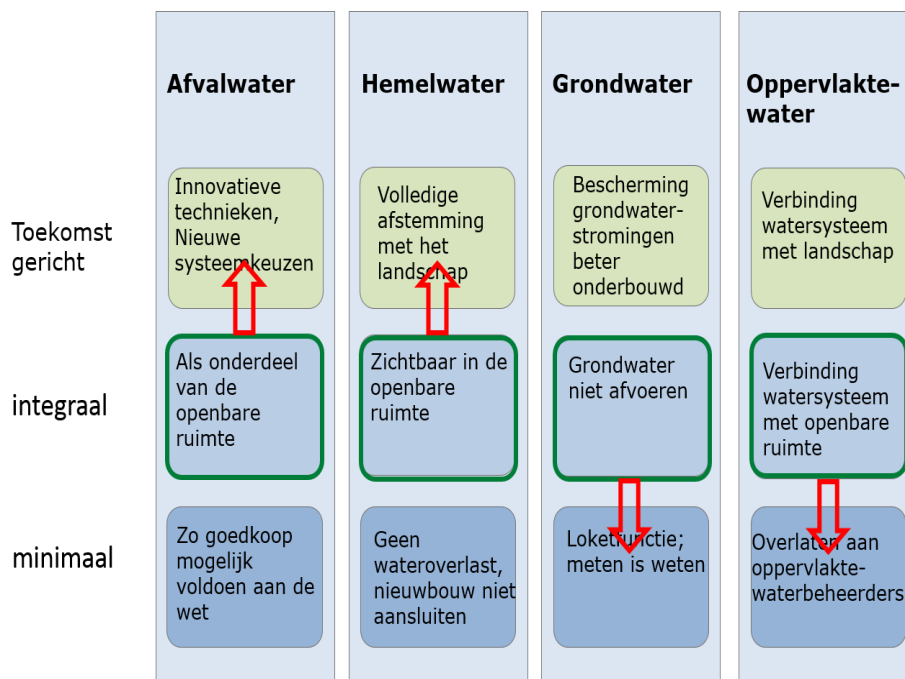 Afvalwater
Hemelwater
Grondwater
Oppervlakte-
water
Toekomst
gericht
Innovatieve
technieken,
Nieuwe
systeemkeuzen
Volledige
afstemming
met het
landschap
Bescherming
grondwater-
stromingen
beter
onderbouwd
Verbinding
watersysteem
met landschap
integraal
Als onderdeel
van de
openbare
ruimte
Zichtbaar in de
openbare
ruimte
Grondwater
niet afvoeren
Verbinding
watersysteem
met openbare
ruimte
minimaal
Zo goedkoop
mogelijk
voldoen aan de
wet
Geen
wateroverlast,
nieuwbouw niet
aansluiten
Loketfunctie;
meten is weten
Overlaten aan
oppervlakte-
waterbeheerders